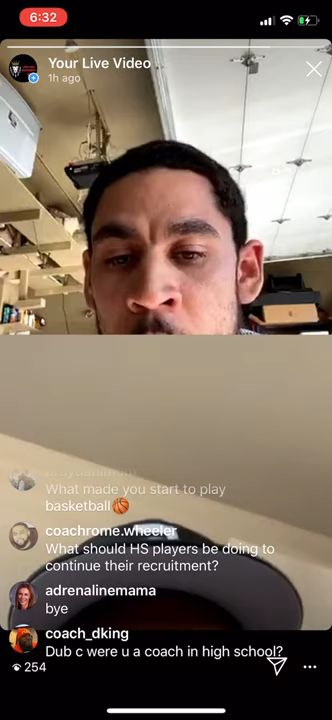 6:32
Your Live Video
1h ago
What made you start to play
basketball🏀
coachrome.wheeler
What should HS players be doing to
continue their recruitment?
adrenalinemama
bye
coach_dking
Dub c were u a coach in high school?
254